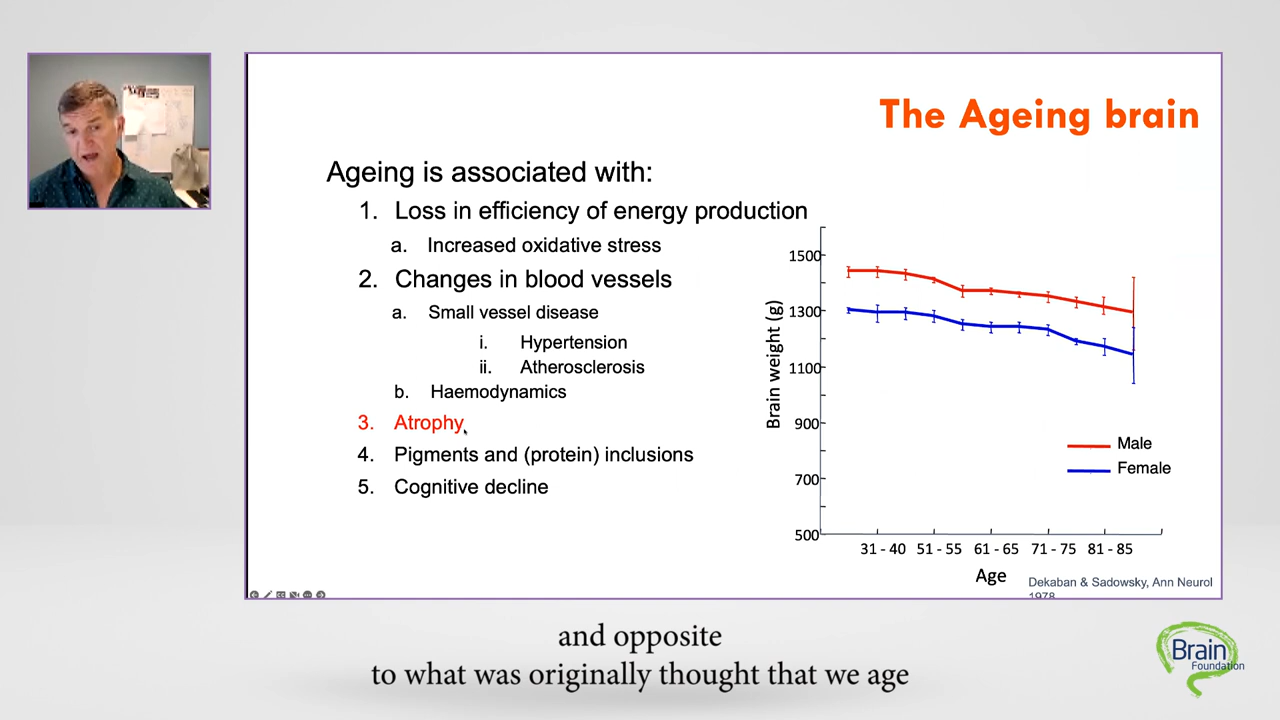 The Ageing brain
Ageing is associated with:
1. Loss in efficiency of energy production
a. Increased oxidative stress
2. Changes in blood vessels
a. Small vessel disease
i. Hypertension
ii. Atherosclerosis
b. Haemodynamics
3. Atrophy
4. Pigments and (protein) inclusions
5. Cognitive decline
Brain weight (g)
1500
1300
1100
900
700
500
Male
Female
31 - 40 51 - 55 61 - 65 71 - 75 81 - 85
Age
Dekaban & Sadowsky, Ann Neurol
1978
and opposite
to what was originally thought that we age
Brain
Foundation